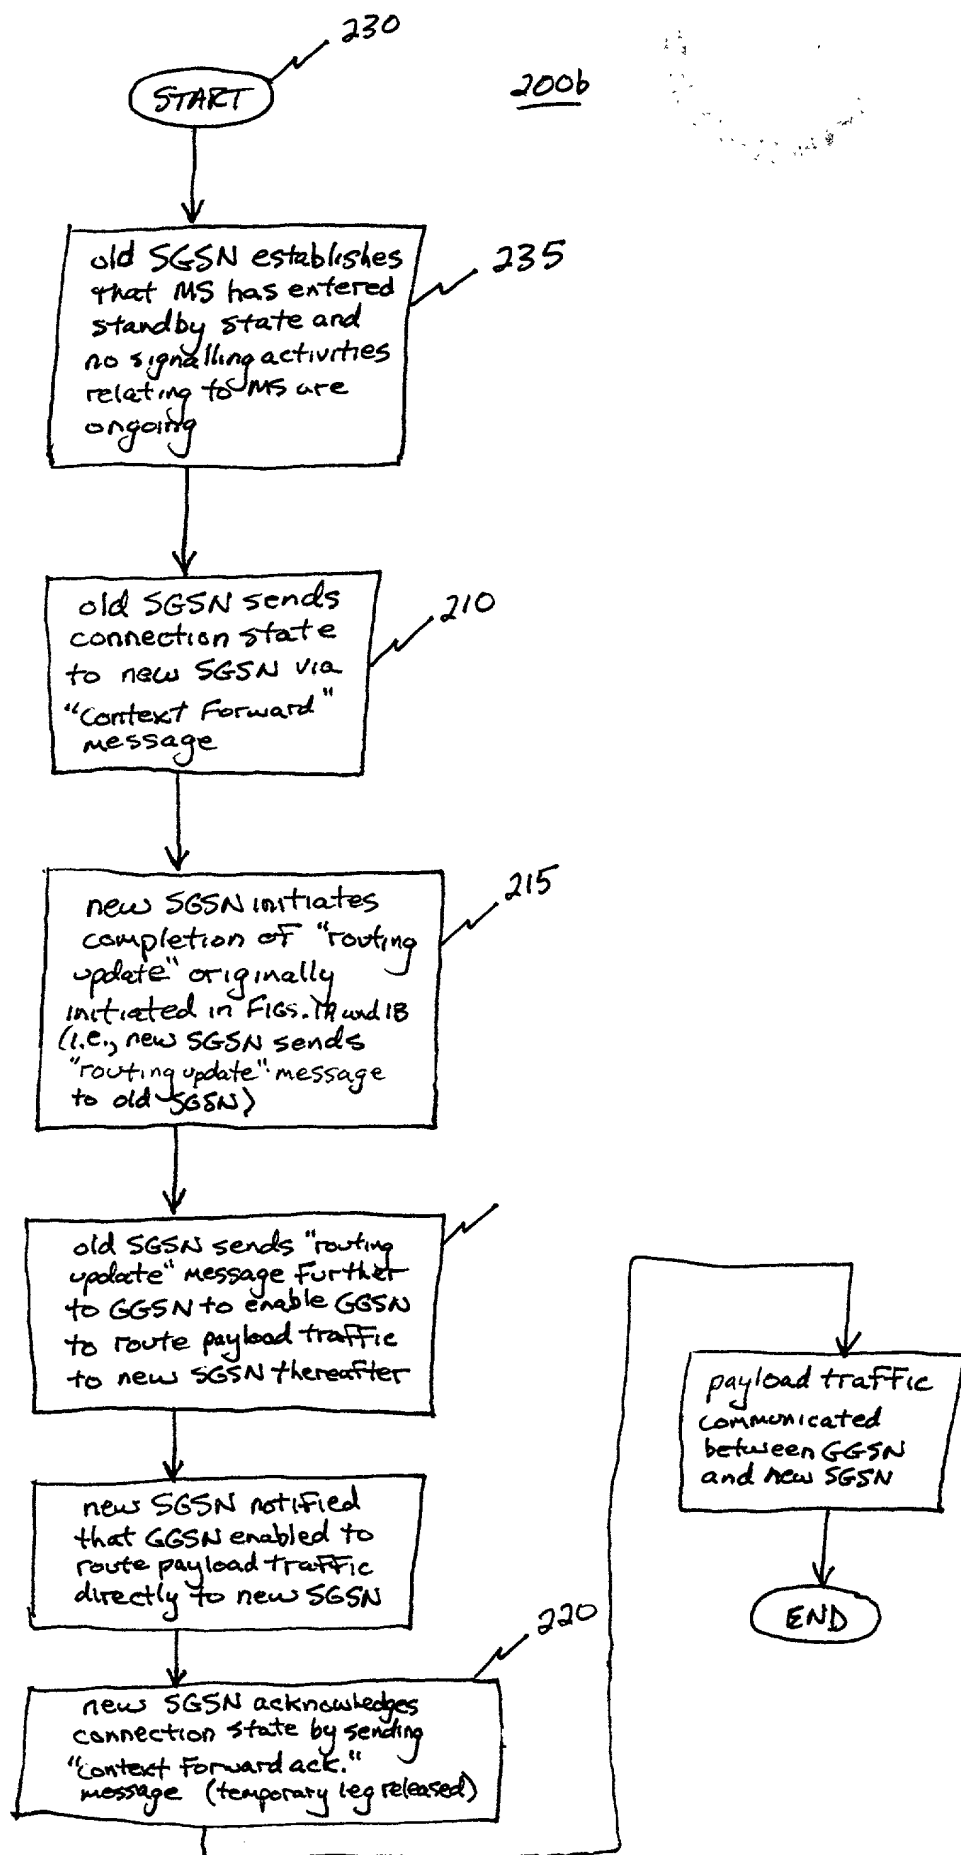 230
START
200b
old SGSN establishes
that MS has entered
standby state and
no signalling activities
relating to MS are
ongoing
235
old SGSN sends
connection state
to new SGSN via
"Context Forward"
message
210
new SGSN initiates
completion of "routing
update" originally
initiated in FIGS. 1A and 1B
(i.e., new SGSN sends
"routing update" message
to old SGSN)
215
old SGSN sends "routing
update" message further
to GGSN to enable GGSN
to route payload traffic
to new SGSN thereafter
new SGSN notified
that GGSN enabled to
route payload traffic
directly to new SGSN
220
new SGSN acknowledges
connection state by sending
"context Forward ack."
message (temporary leg released)
payload traffic
communicated
between GGSN
and new SGSN
END